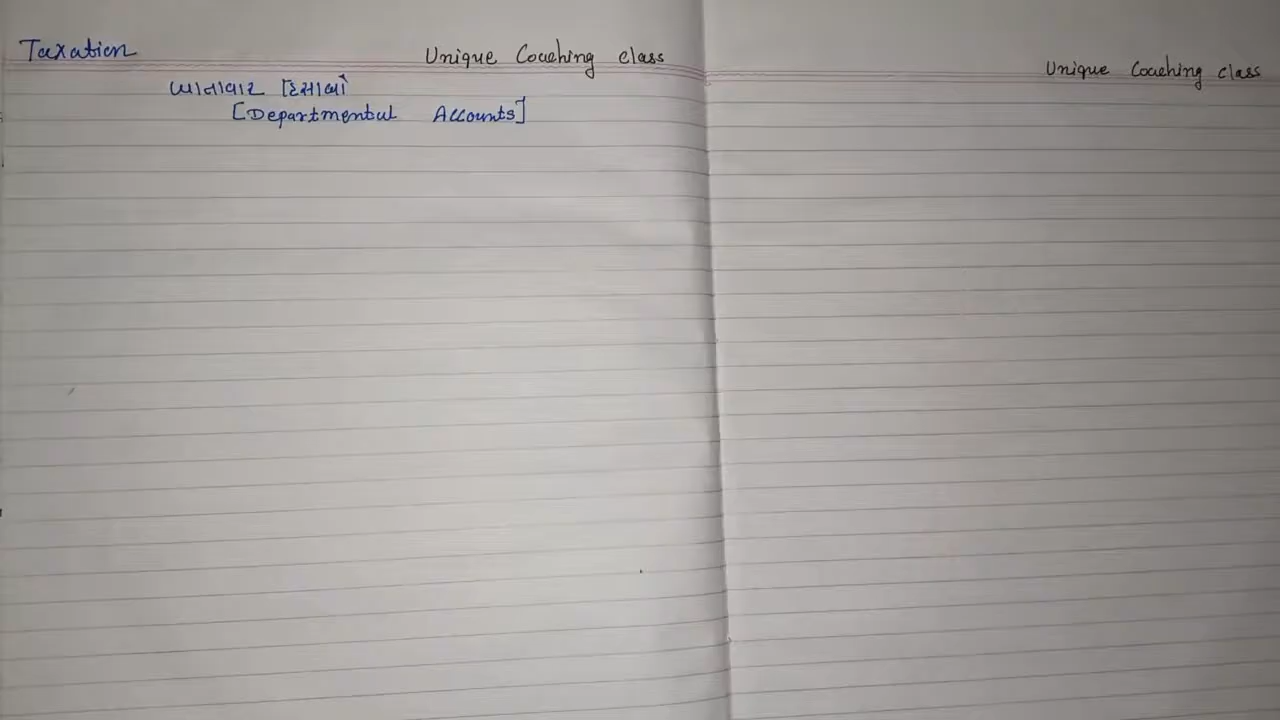 Taxation
Unique Coaching class
ખાતાવાર હિસાબો
[Departmental Accounts]
Unique Coaching class